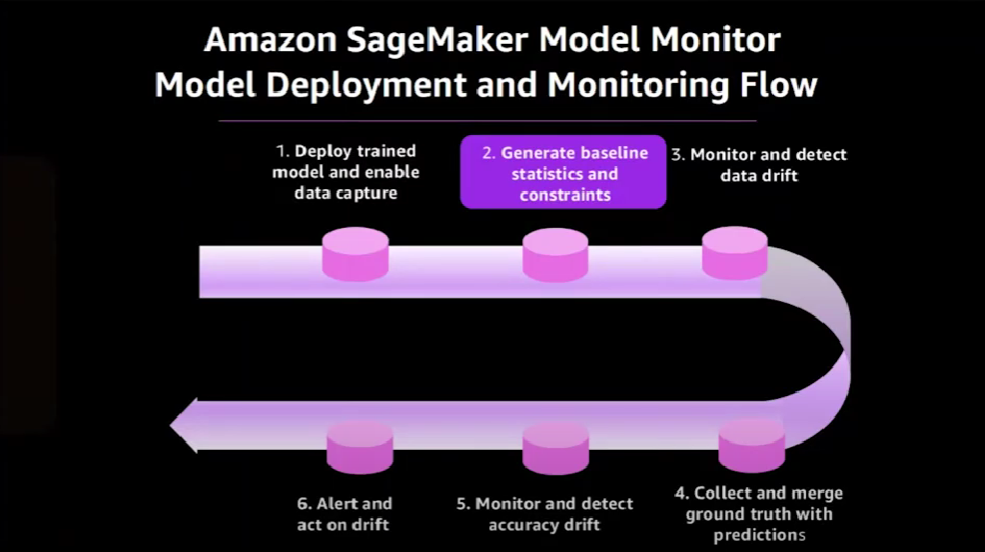 Amazon SageMaker Model Monitor
Model Deployment and Monitoring Flow
1. Deploy trained
model and enable
data capture
2. Generate baseline
statistics and
constraints
3. Monitor and detect
data drift
4. Collect and merge
ground truth with
predictions
5. Monitor and detect
accuracy drift
6. Alert and
act on drift